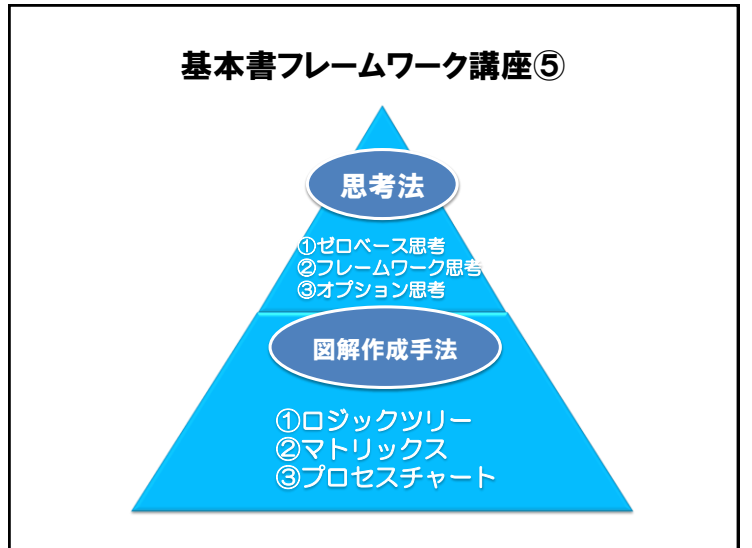 基本書フレームワーク講座⑤
思考法
①ゼロベース思考
②フレームワーク思考
③オプション思考
図解作成手法
①ロジックツリー
②マトリックス
③プロセスチャート